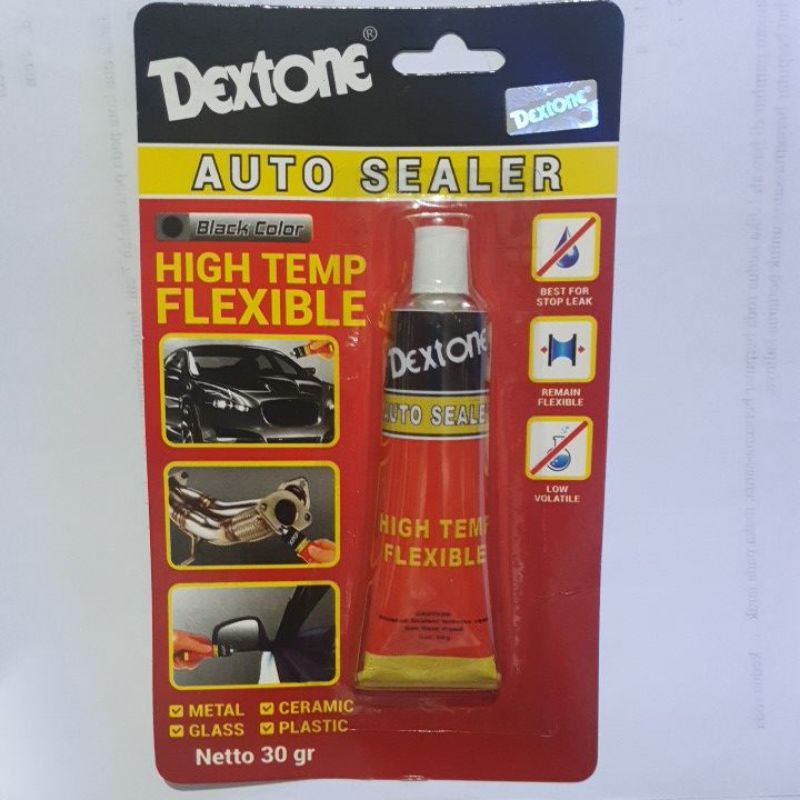 Dextone®
Dextone®
AUTO SEALER
Black Color
HIGH TEMP
FLEXIBLE
BEST FOR
STOP LEAK
REMAIN
FLEXIBLE
LOW
VOLATILE
Dextone
AUTO SEALE
HIGH TEMP
FLEXIBLE
METAL
CERAMIC
GLASS
PLASTIC
Netto 30 gr